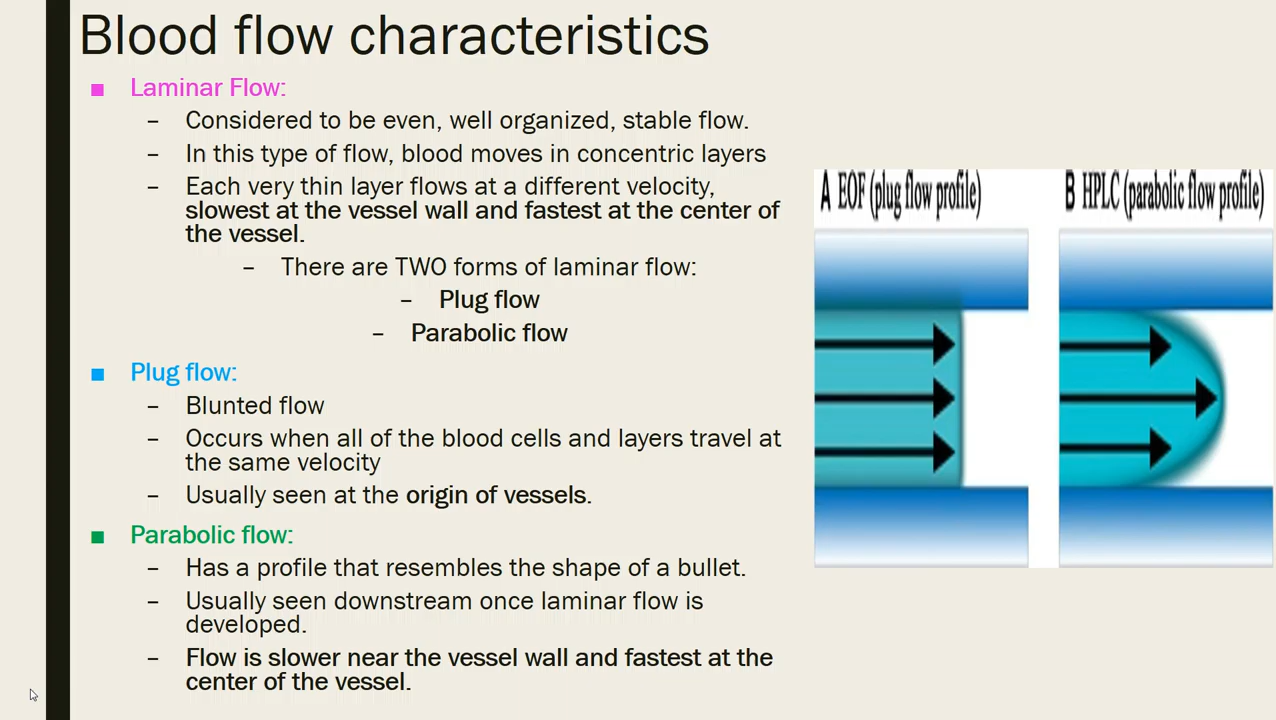 Blood flow characteristics
■ Laminar Flow:
– Considered to be even, well organized, stable flow.
– In this type of flow, blood moves in concentric layers
– Each very thin layer flows at a different velocity,
slowest at the vessel wall and fastest at the center of
the vessel.
– There are TWO forms of laminar flow:
– Plug flow
– Parabolic flow
■ Plug flow:
– Blunted flow
– Occurs when all of the blood cells and layers travel at
the same velocity
– Usually seen at the origin of vessels.
■ Parabolic flow:
– Has a profile that resembles the shape of a bullet.
– Usually seen downstream once laminar flow is
developed.
– Flow is slower near the vessel wall and fastest at the
center of the vessel.
A EOF (plug flow profile)
B HPLC (parabolic flow profile)